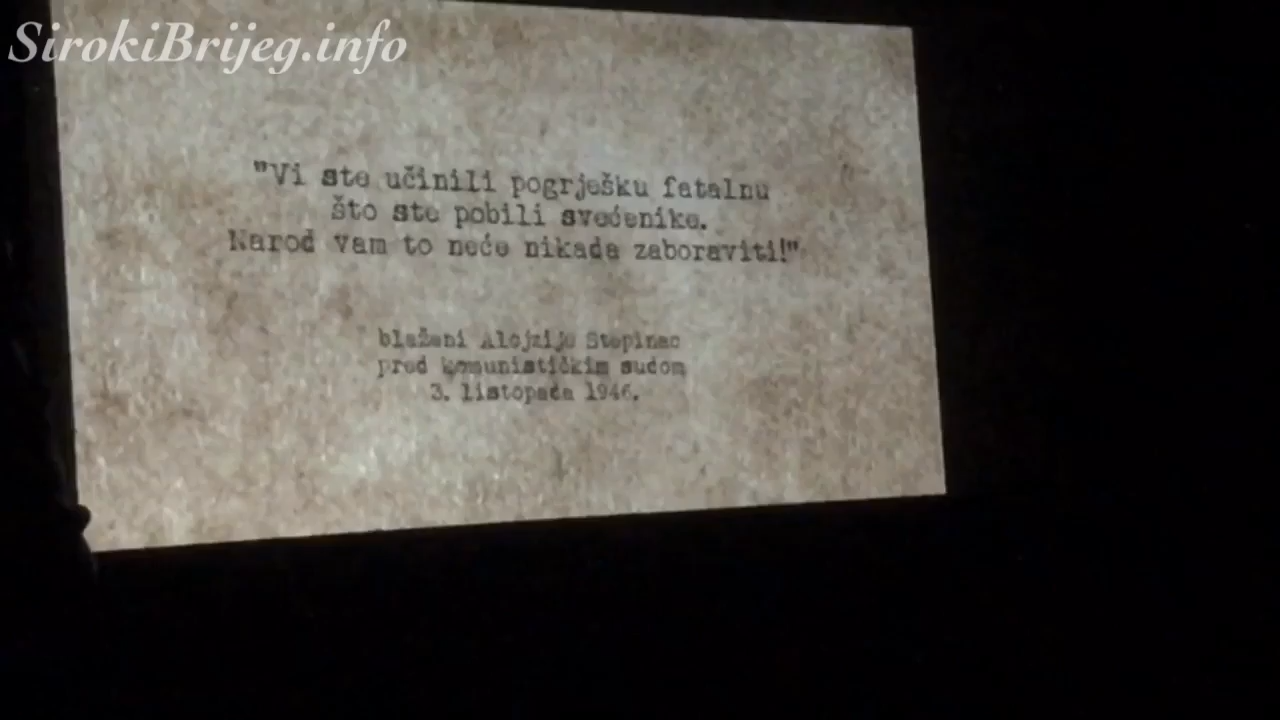 SirokiBrijeg.info
"Vi ste učinili pogrješku fatalnu
što ste pobili svećenike.
Narod vam to neće nikada zaboraviti!"
blaženi Alojzije Stepinac
pred komunističkim sudom
3. listopada 1946.